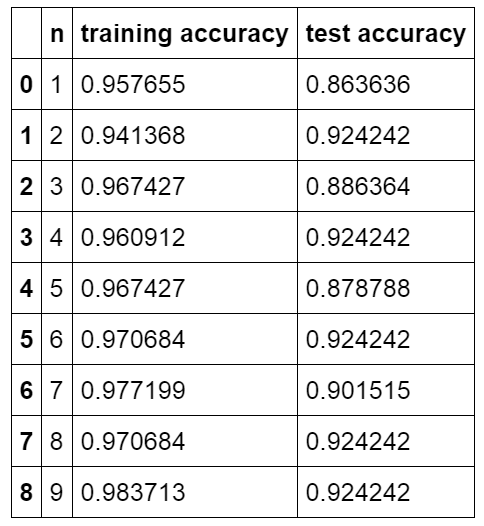 n training accuracy test accuracy
0 1 0.957655 0.863636
1 2 0.941368 0.924242
2 3 0.967427 0.886364
3 4 0.960912 0.924242
4 5 0.967427 0.878788
5 6 0.970684 0.924242
6 7 0.977199 0.901515
7 8 0.970684 0.924242
8 9 0.983713 0.924242